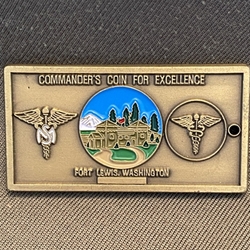 COMMANDER'S COIN FOR EXCELLENCE
N
FORT LEWIS, WASHINGTON